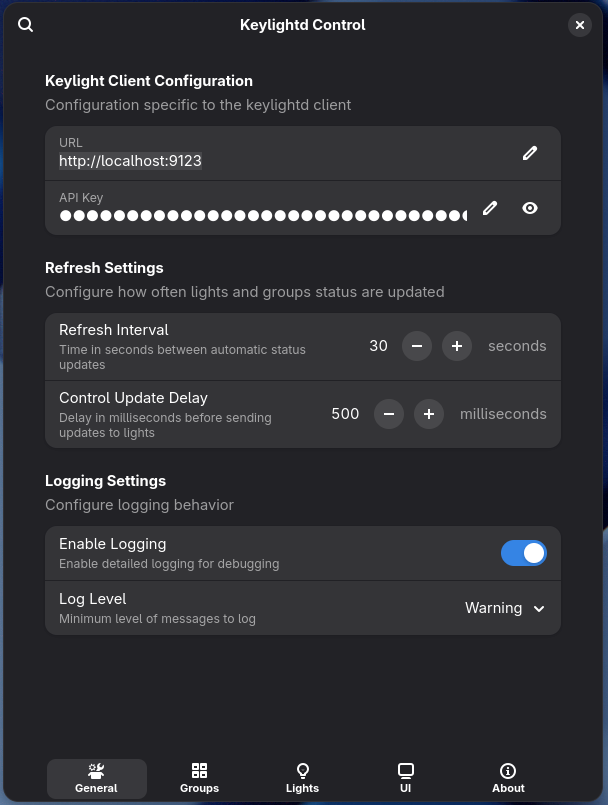 Keylightd Control
Keylight Client Configuration
Configuration specific to the keylightd client
URL
http://localhost:9123
API Key
●●●●●●●●●●●●●●●●●●●●●●●●●●●●●●●
Refresh Settings
Configure how often lights and groups status are updated
Refresh Interval
Time in seconds between automatic status
updates
30 − + seconds
Control Update Delay
Delay in milliseconds before sending
updates to lights
500 − + milliseconds
Logging Settings
Configure logging behavior
Enable Logging
Enable detailed logging for debugging
Log Level
Minimum level of messages to log
Warning
General
Groups
Lights
UI
About